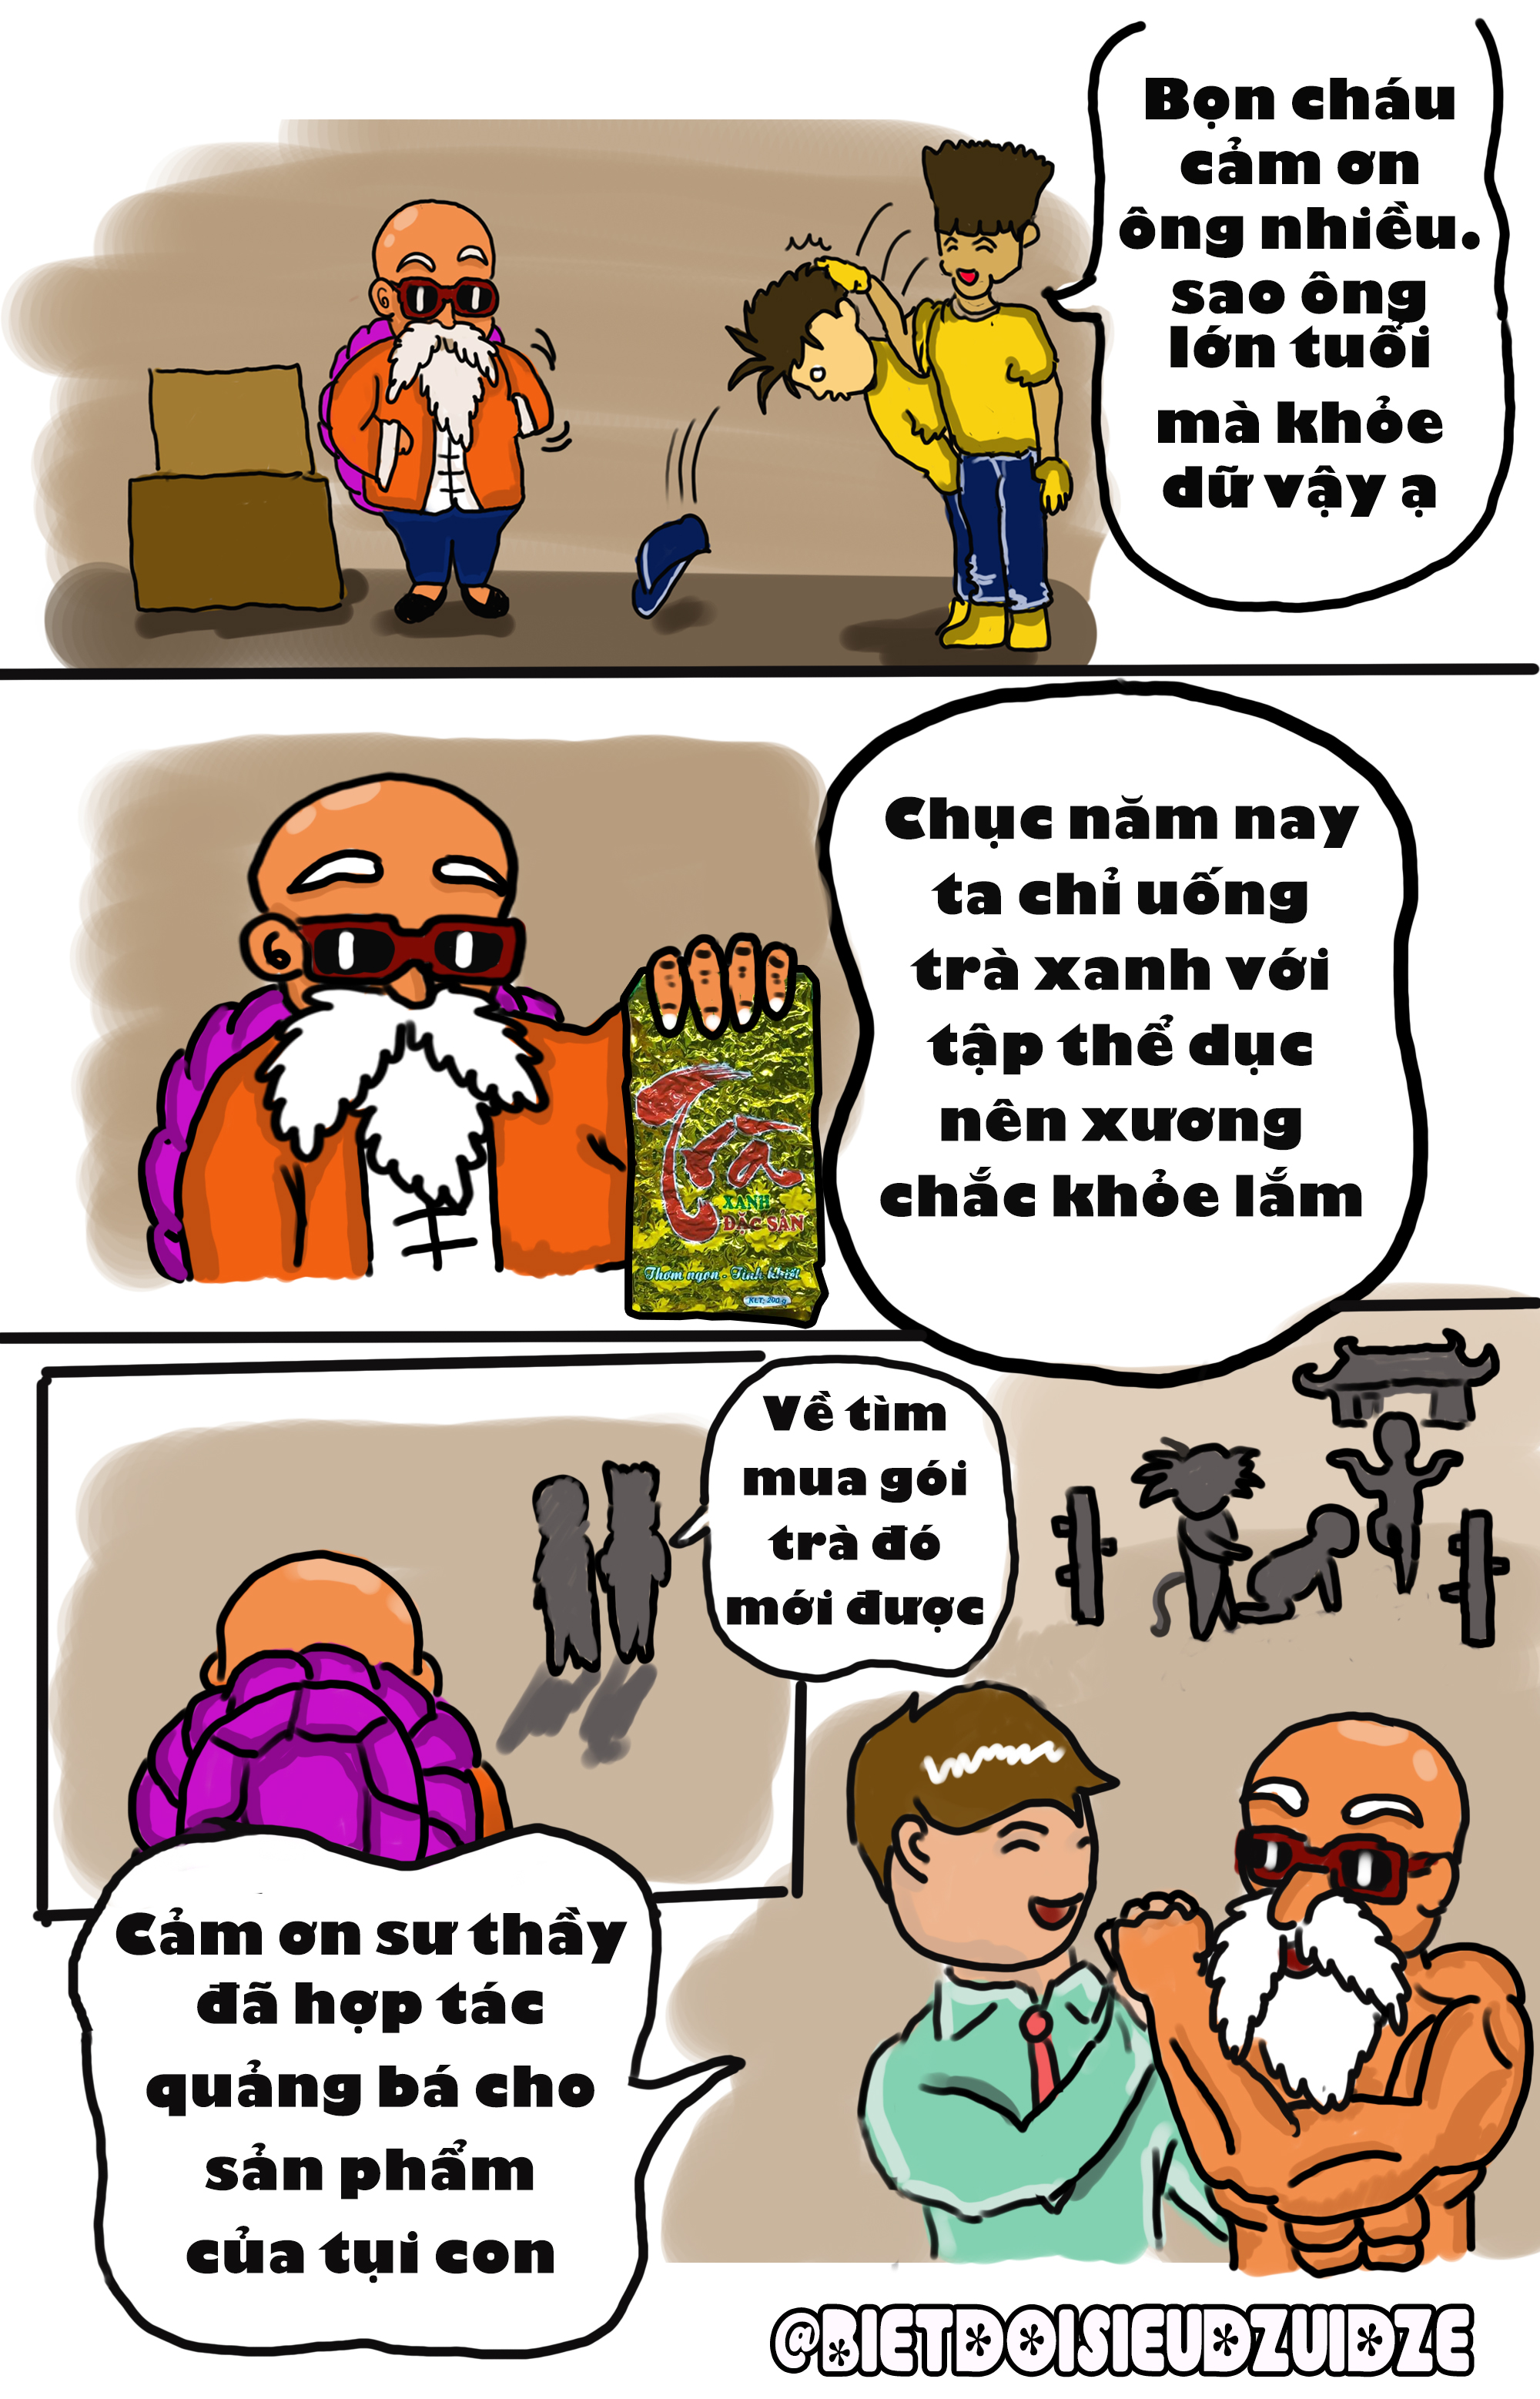 Bọn cháu
cảm ơn
ông nhiều.
sao ông
lớn tuổi
mà khỏe
dữ vậy ạ
Chục năm nay
ta chỉ uống
trà xanh với
tập thể dục
nên xương
chắc khỏe lắm
Trà
XANH
ĐẶC SẢN
Thơm ngon - Tinh khiết
NET: 200 g
Về tìm
mua gói
trà đó
mới được
Cảm ơn sư thầy
đã hợp tác
quảng bá cho
sản phẩm
của tụi con
@BIETDOISIEUDZUIDZE